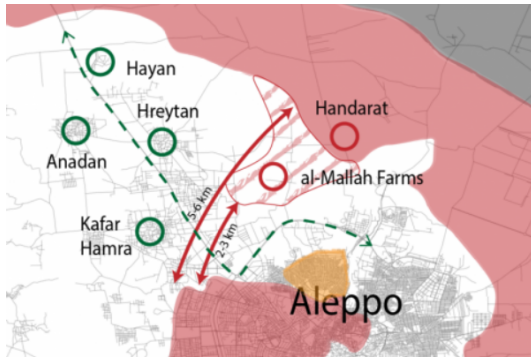 Hayan
Hreytan
Handarat
Anadan
al-Mallah Farms
5-6 km
Kafar
Hamra
2-3 km
Aleppo